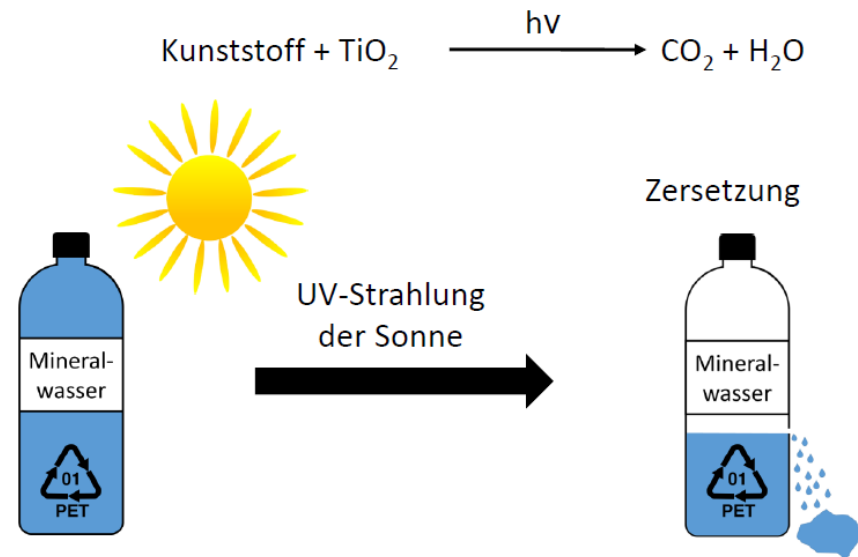 Kunststoff + TiO₂ hν CO₂ + H₂O
Zersetzung
UV-Strahlung
der Sonne
Mineral-
wasser
01
PET
Mineral-
wasser
01
PET